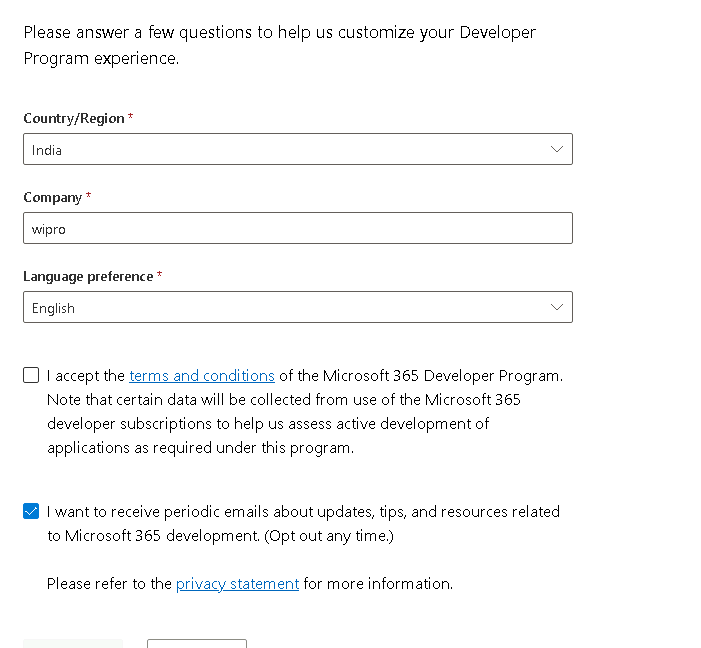 Please answer a few questions to help us customize your Developer
Program experience.
Country/Region *
India
Company *
wipro
Language preference *
English
I accept the terms and conditions of the Microsoft 365 Developer Program.
Note that certain data will be collected from use of the Microsoft 365
developer subscriptions to help us assess active development of
applications as required under this program.
I want to receive periodic emails about updates, tips, and resources related
to Microsoft 365 development. (Opt out any time.)
Please refer to the privacy statement for more information.